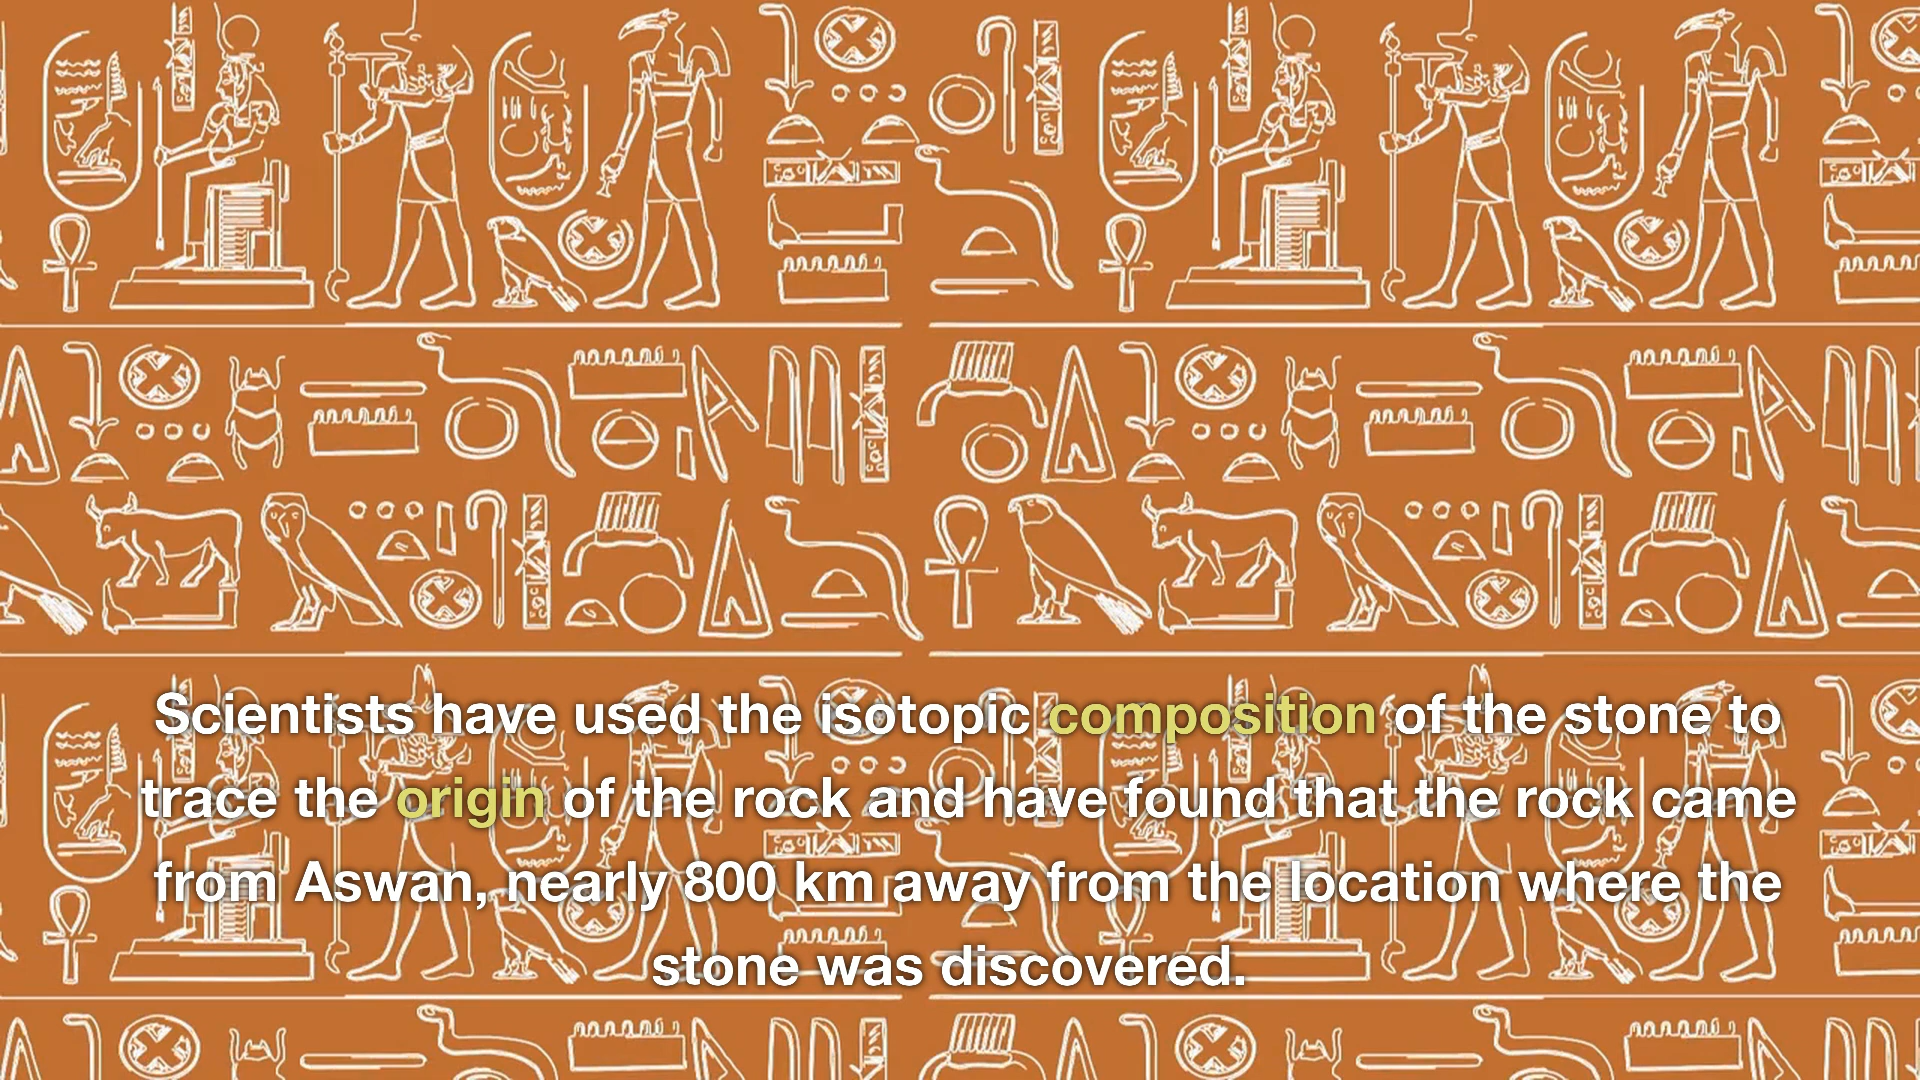 Scientists have used the isotopic composition of the stone to
trace the origin of the rock and have found that the rock came
from Aswan, nearly 800 km away from the location where the
stone was discovered.